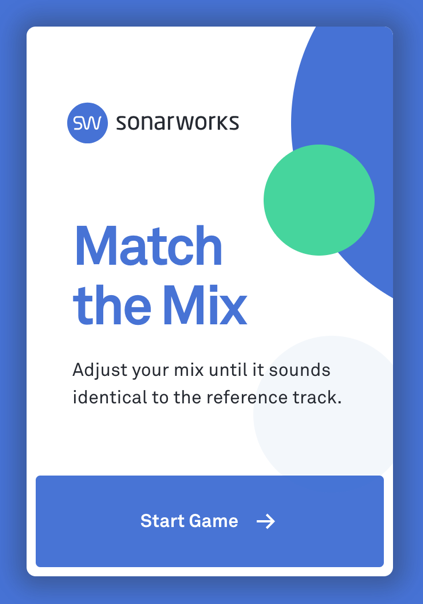 SW sonarworks
Match
the Mix
Adjust your mix until it sounds
identical to the reference track.
Start Game →